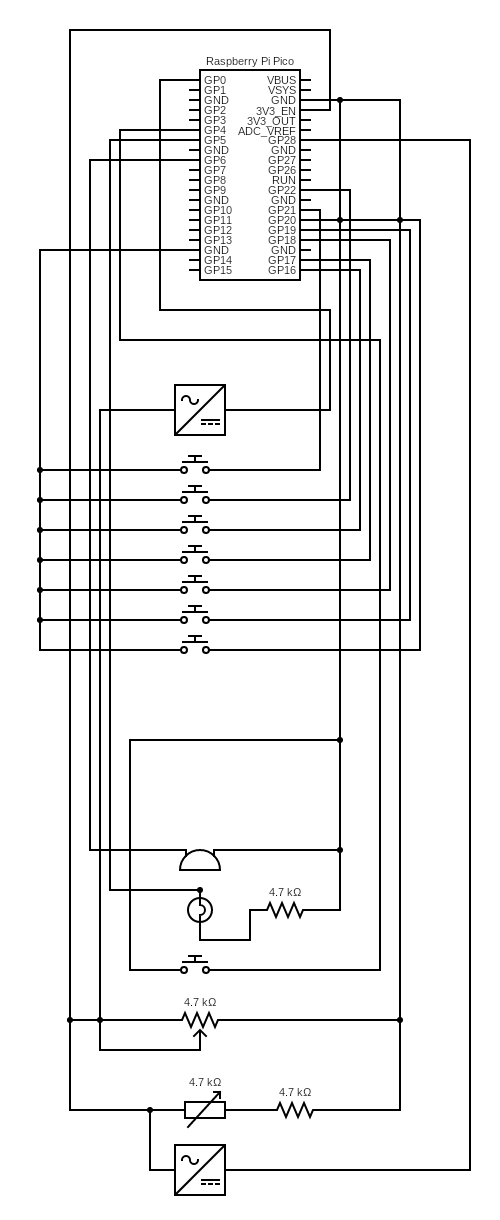 Raspberry Pi Pico
GP0 VBUS
GP1 VSYS
GND GND
GP2 3V3_EN
GP3 3V3_OUT
GP4 ADC_VREF
GP5 GP28
GND GND
GP6 GP27
GP7 GP26
GP8 RUN
GP9 GP22
GND GND
GP10 GP21
GP11 GP20
GP12 GP19
GP13 GP18
GND GND
GP14 GP17
GP15 GP16
4.7 kΩ
4.7 kΩ
4.7 kΩ 4.7 kΩ